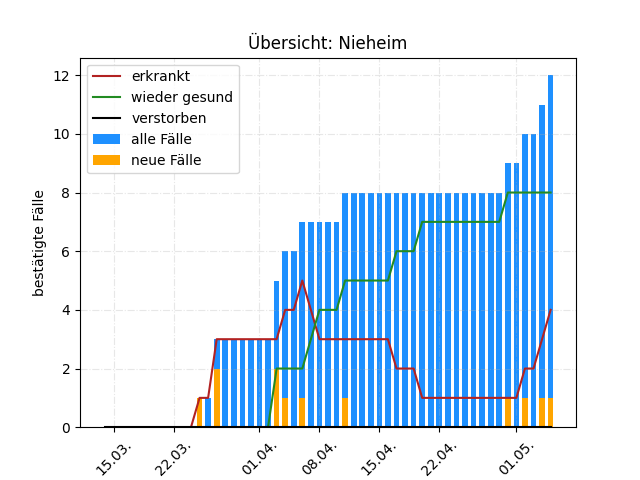 Übersicht: Nieheim
erkrankt
wieder gesund
verstorben
alle Fälle
neue Fälle
bestätigte Fälle
12
10
8
6
4
2
0
15.03.
22.03.
01.04.
08.04.
15.04.
22.04.
01.05.